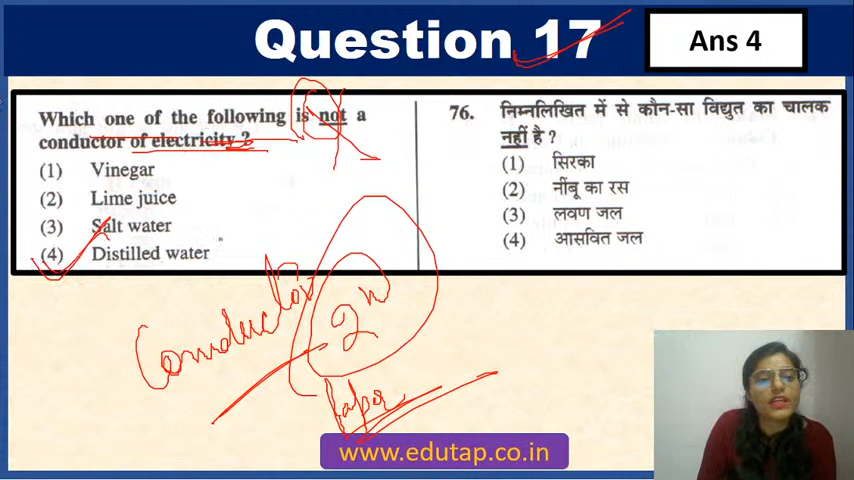 Question 17
Ans 4
Which one of the following is not a
conductor of electricity ?
(1) Vinegar
(2) Lime juice
(3) Salt water
(4) Distilled water
76. निम्नलिखित में से कौन-सा विद्युत का चालक
नहीं है ?
(1) सिरका
(2) नींबू का रस
(3) लवण जल
(4) आसवित जल
Conductor
2nd
Paper
www.edutap.co.in